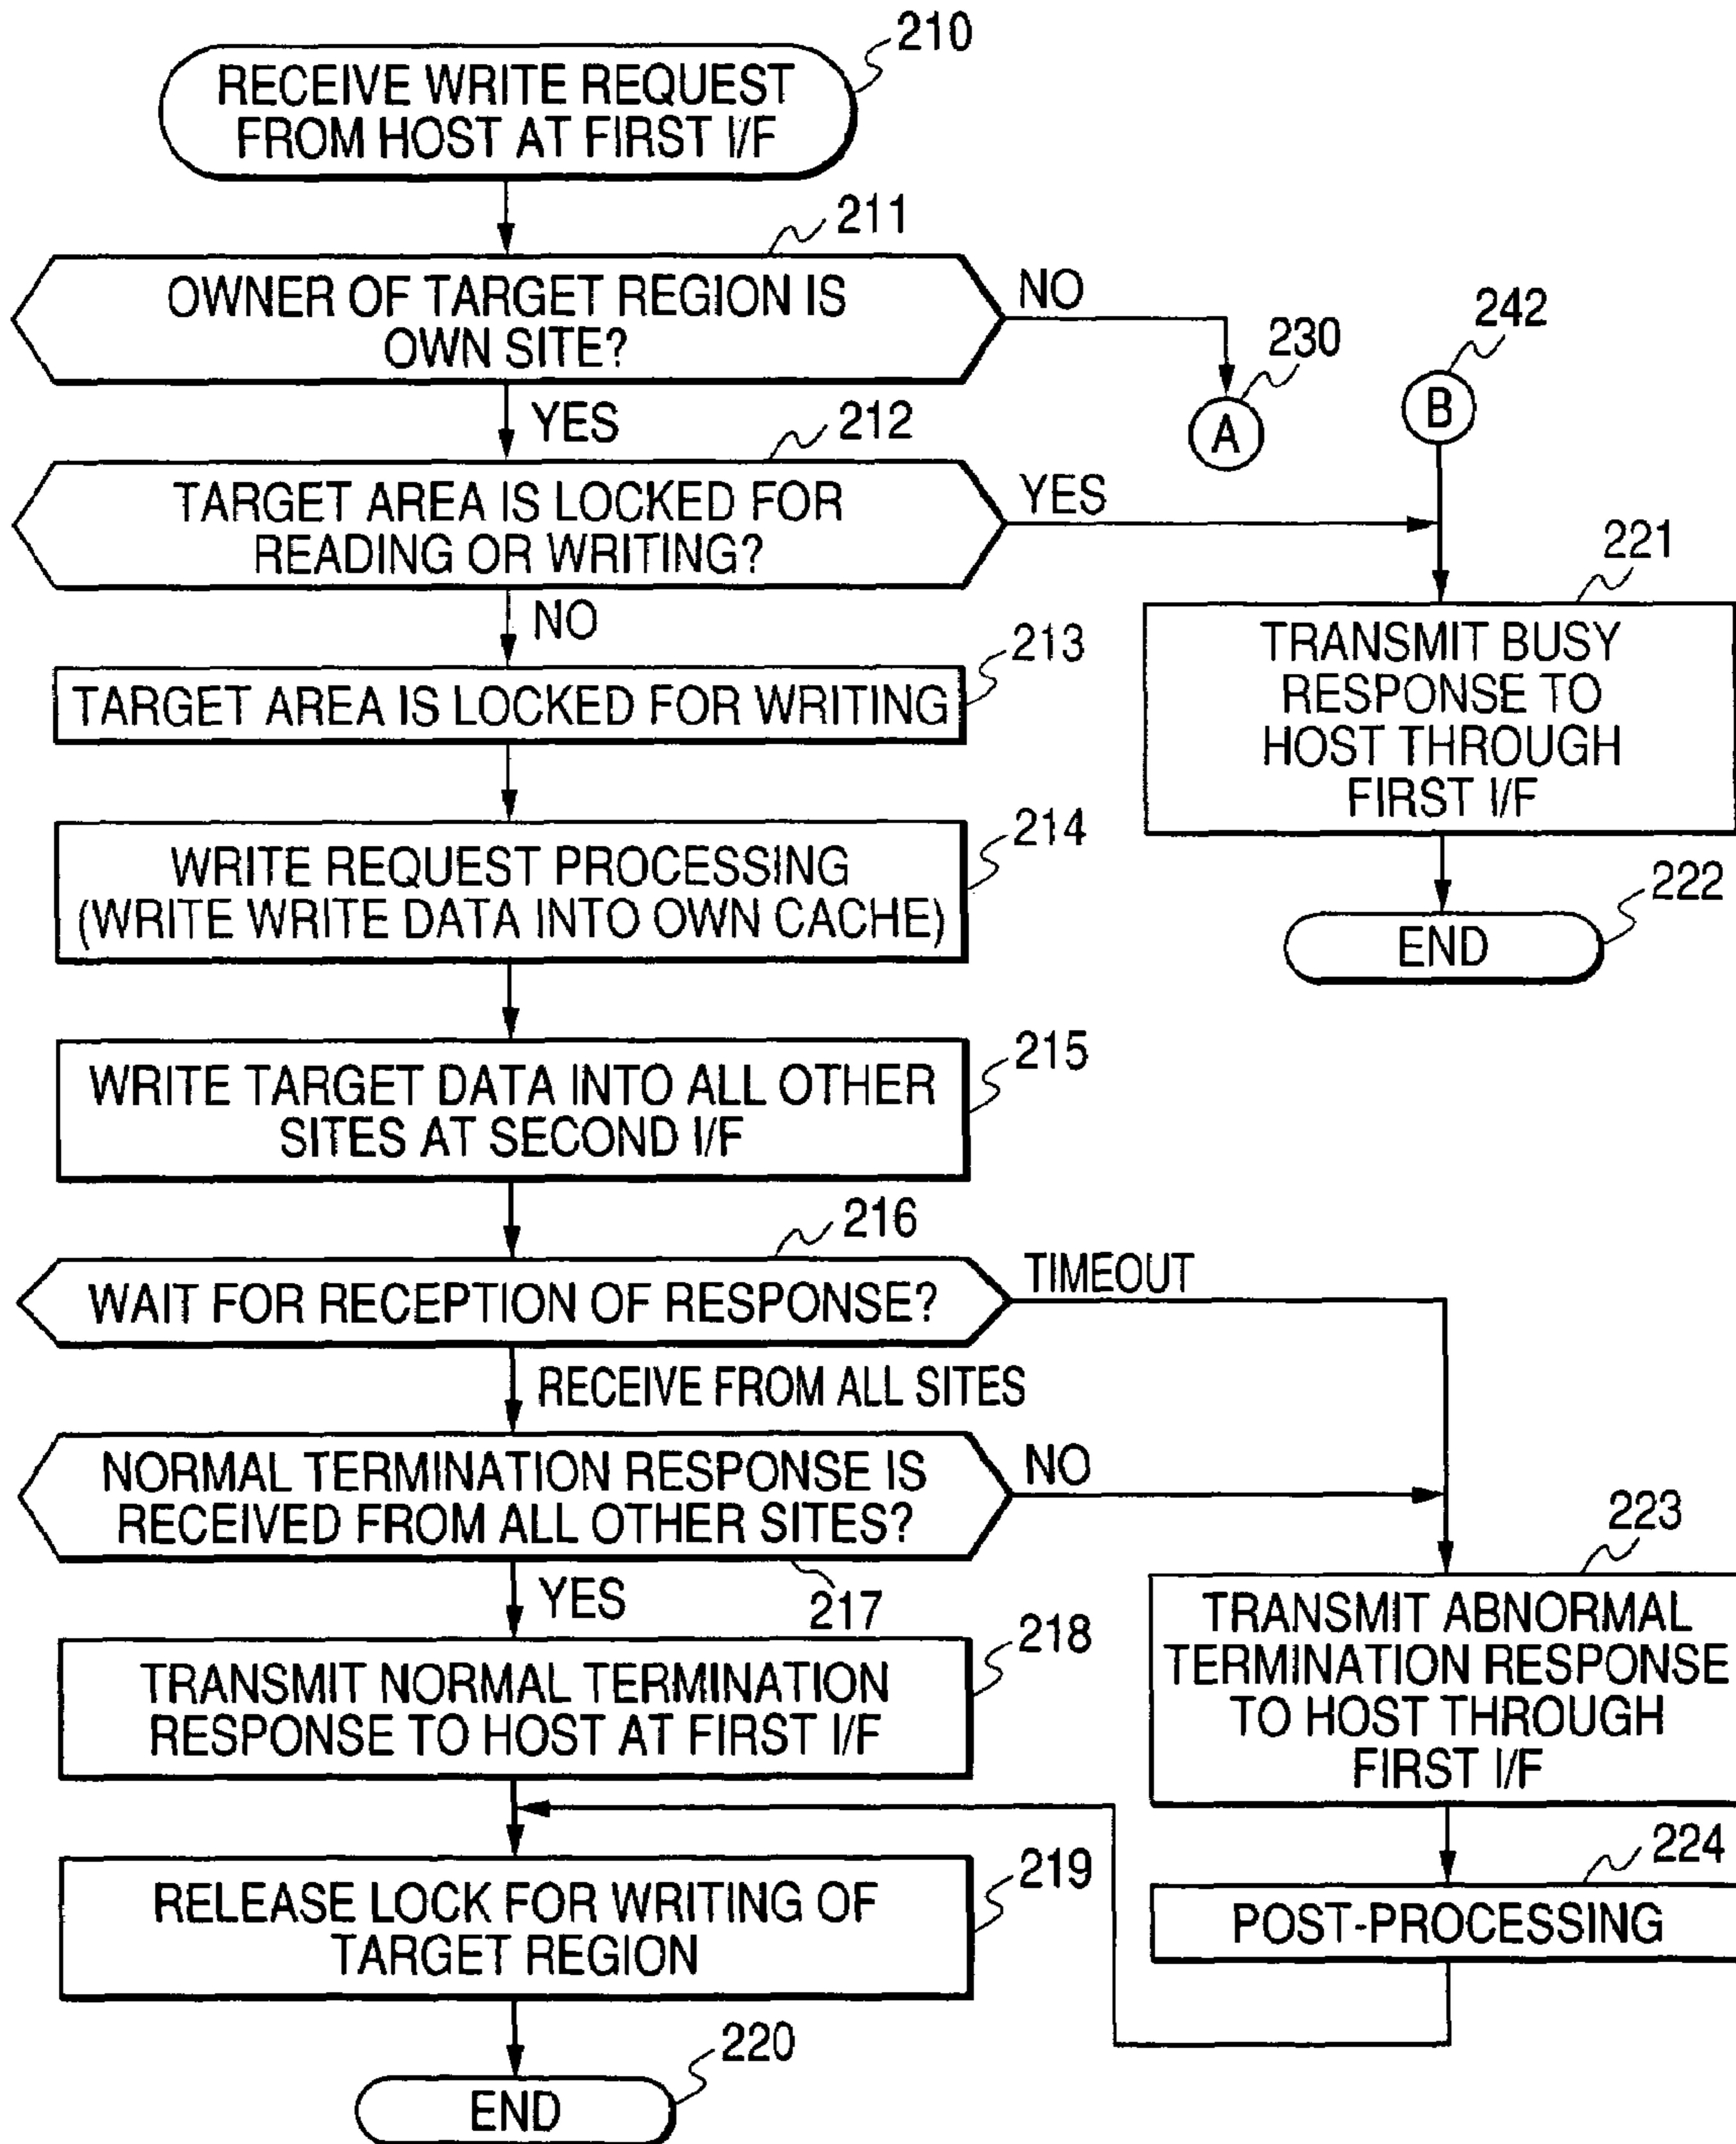 210
RECEIVE WRITE REQUEST
FROM HOST AT FIRST I/F
211
OWNER OF TARGET REGION IS
OWN SITE?
NO
230
A
242
B
YES
212
TARGET AREA IS LOCKED FOR
READING OR WRITING?
YES
NO
221
TRANSMIT BUSY
RESPONSE TO
HOST THROUGH
FIRST I/F
222
END
213
TARGET AREA IS LOCKED FOR WRITING
214
WRITE REQUEST PROCESSING
(WRITE WRITE DATA INTO OWN CACHE)
215
WRITE TARGET DATA INTO ALL OTHER
SITES AT SECOND I/F
216
WAIT FOR RECEPTION OF RESPONSE?
TIMEOUT
RECEIVE FROM ALL SITES
NORMAL TERMINATION RESPONSE IS
RECEIVED FROM ALL OTHER SITES?
NO
217
YES
218
TRANSMIT NORMAL TERMINATION
RESPONSE TO HOST AT FIRST I/F
223
TRANSMIT ABNORMAL
TERMINATION RESPONSE
TO HOST THROUGH
FIRST I/F
224
POST-PROCESSING
219
RELEASE LOCK FOR WRITING OF
TARGET REGION
220
END